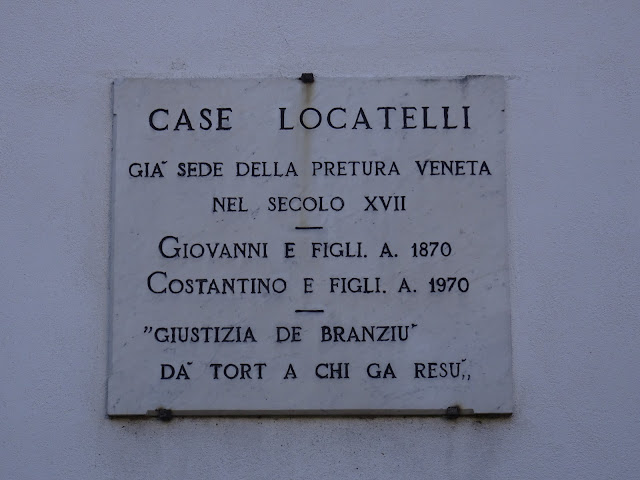 CASE LOCATELLI
GIA̓ SEDE DELLA PRETURA VENETA
NEL SECOLO XVII
GIOVANNI E FIGLI. A. 1870
COSTANTINO E FIGLI. A. 1970
"GIUSTIZIA DE BRANZIU̓
DA̓ TORT A CHI GA RESU̓„